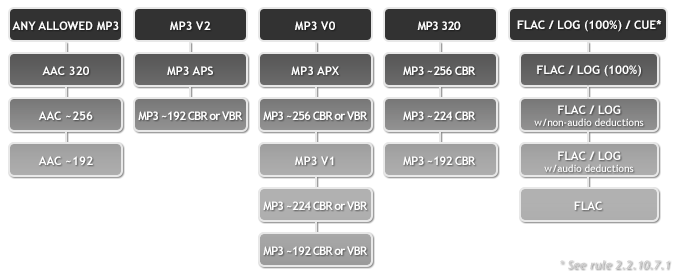 ANY ALLOWED MP3
AAC 320
AAC ~256
AAC ~192
MP3 V2
MP3 APS
MP3 ~192 CBR or VBR
MP3 V0
MP3 APX
MP3 ~256 CBR or VBR
MP3 V1
MP3 ~224 CBR or VBR
MP3 ~192 CBR or VBR
MP3 320
MP3 ~256 CBR
MP3 ~224 CBR
MP3 ~192 CBR
FLAC / LOG (100%) / CUE*
FLAC / LOG (100%)
FLAC / LOG
w/non-audio deductions
FLAC / LOG
w/audio deductions
FLAC
* See rule 2.2.10.7.1